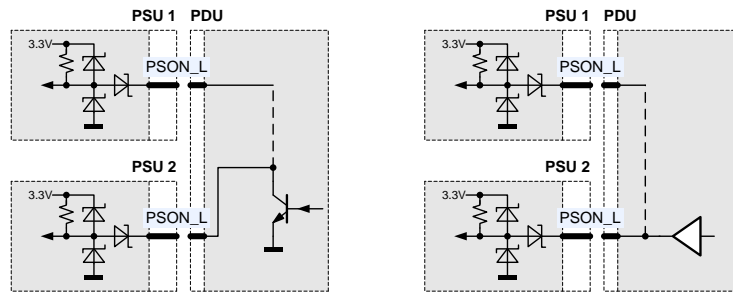 PSU 1 PDU
3.3V
PSON_L
PSU 2
3.3V
PSON_L
PSU 1 PDU
3.3V
PSON_L
PSU 2
3.3V
PSON_L